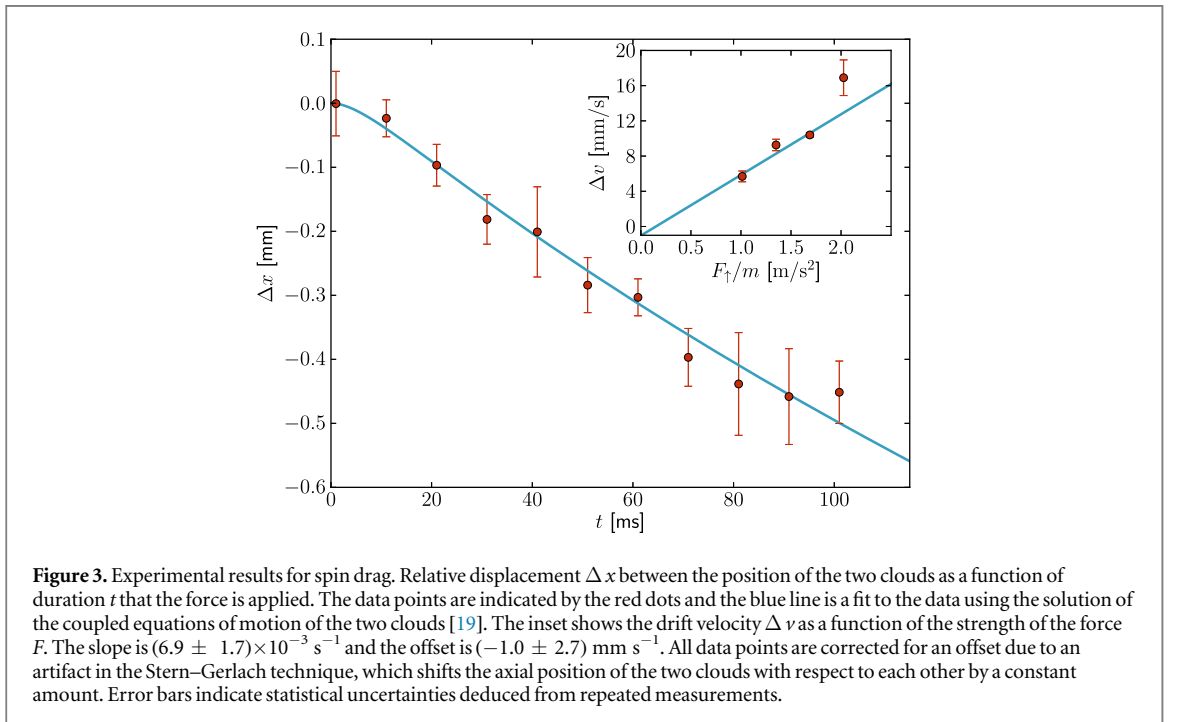 0.1
0.0
−0.1
−0.2
−0.3
−0.4
−0.5
−0.6
Δx [mm]
0 20 40 60 80 100
t [ms]
20
16
12
8
4
0
Δv [mm/s]
0.0 0.5 1.0 1.5 2.0
F↑/m [m/s²]
Figure 3. Experimental results for spin drag. Relative displacement Δ x between the position of the two clouds as a function of
duration t that the force is applied. The data points are indicated by the red dots and the blue line is a fit to the data using the solution of
the coupled equations of motion of the two clouds [19]. The inset shows the drift velocity Δ v as a function of the strength of the force
F. The slope is (6.9 ± 1.7)×10⁻³ s⁻¹ and the offset is (−1.0 ± 2.7) mm s⁻¹. All data points are corrected for an offset due to an
artifact in the Stern–Gerlach technique, which shifts the axial position of the two clouds with respect to each other by a constant
amount. Error bars indicate statistical uncertainties deduced from repeated measurements.